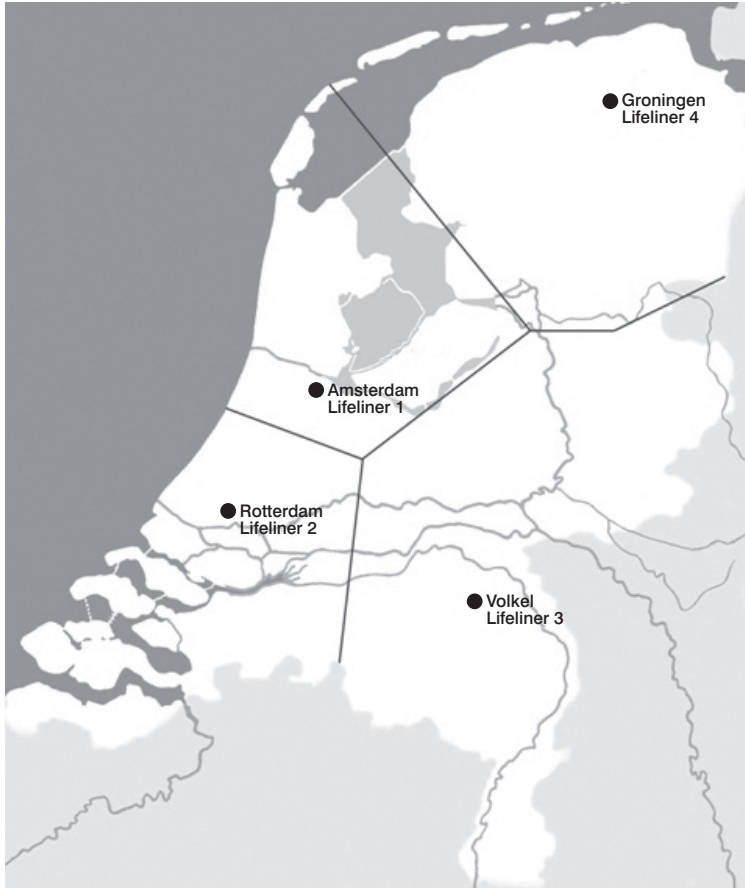 Groningen
Lifeliner 4
Amsterdam
Lifeliner 1
Rotterdam
Lifeliner 2
Volkel
Lifeliner 3